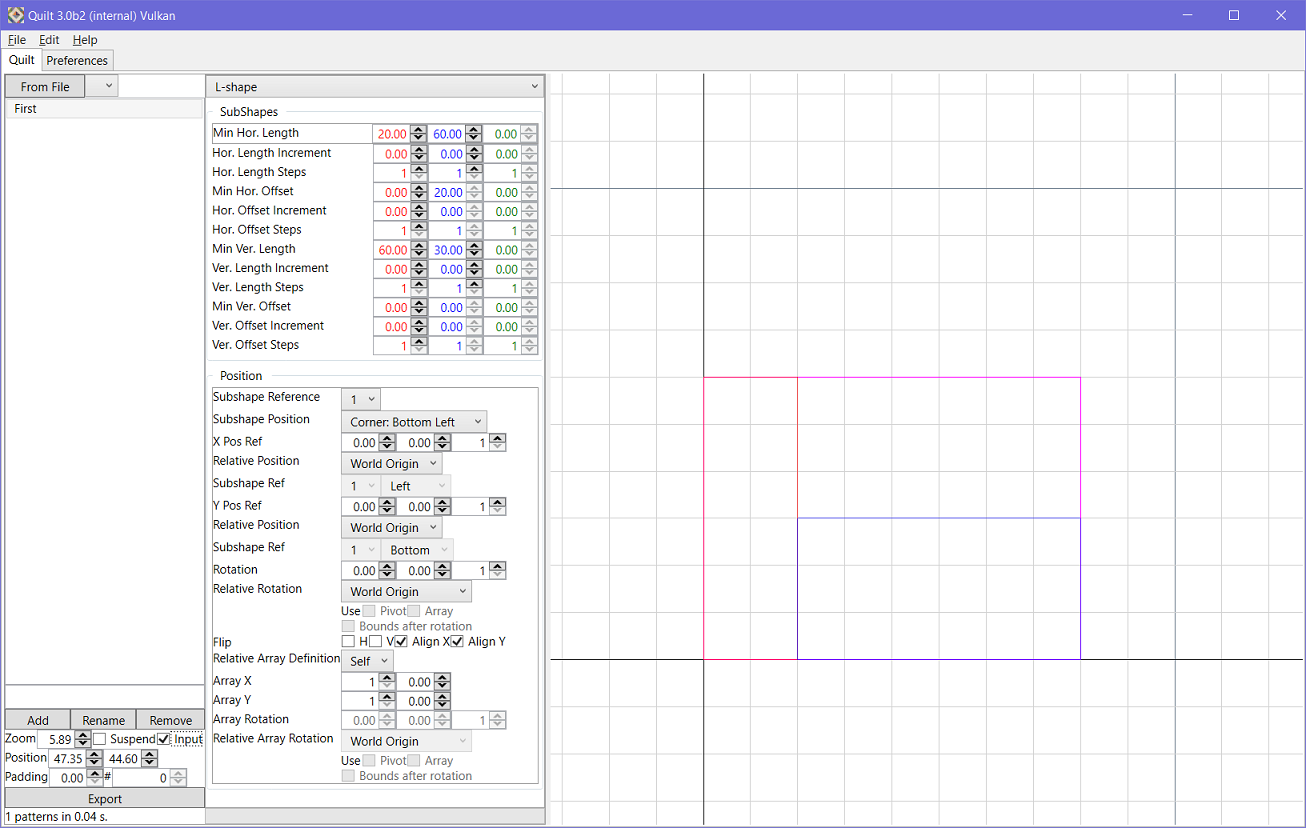 Quilt 3.0b2 (internal) Vulkan
File Edit Help
Quilt Preferences
From File
First
L-shape
SubShapes
Min Hor. Length 20.00 60.00 0.00
Hor. Length Increment 0.00 0.00 0.00
Hor. Length Steps 1 1 1
Min Hor. Offset 0.00 20.00 0.00
Hor. Offset Increment 0.00 0.00 0.00
Hor. Offset Steps 1 1 1
Min Ver. Length 60.00 30.00 0.00
Ver. Length Increment 0.00 0.00 0.00
Ver. Length Steps 1 1 1
Min Ver. Offset 0.00 0.00 0.00
Ver. Offset Increment 0.00 0.00 0.00
Ver. Offset Steps 1 1 1
Position
Subshape Reference 1
Subshape Position Corner: Bottom Left
X Pos Ref 0.00 0.00 1
Relative Position World Origin
Subshape Ref 1 Left
Y Pos Ref 0.00 0.00 1
Relative Position World Origin
Subshape Ref 1 Bottom
Rotation 0.00 0.00 1
Relative Rotation World Origin
Use Pivot Array
Bounds after rotation
Flip H V Align X Align Y
Relative Array Definition Self
Array X 1 0.00
Array Y 1 0.00
Array Rotation 0.00 0.00 1
Relative Array Rotation World Origin
Use Pivot Array
Bounds after rotation
Add Rename Remove
Zoom 5.89 Suspend Input
Position 47.35 44.60
Padding 0.00 # 0
Export
1 patterns in 0.04 s.